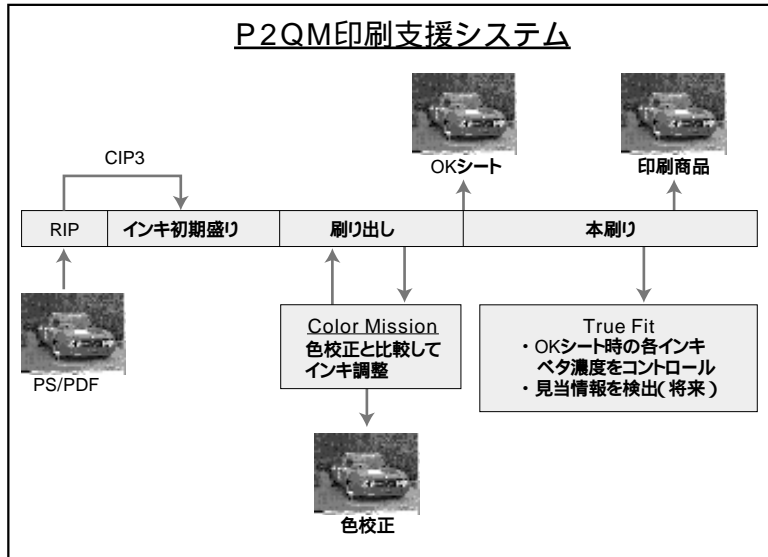 P2QM印刷支援システム
OKシート
印刷商品
CIP3
RIP
インキ初期盛り
刷り出し
本刷り
PS/PDF
Color Mission
色校正と比較して
インキ調整
True Fit
・OKシート時の各インキ
ベタ濃度をコントロール
・見当情報を検出(将来)
色校正